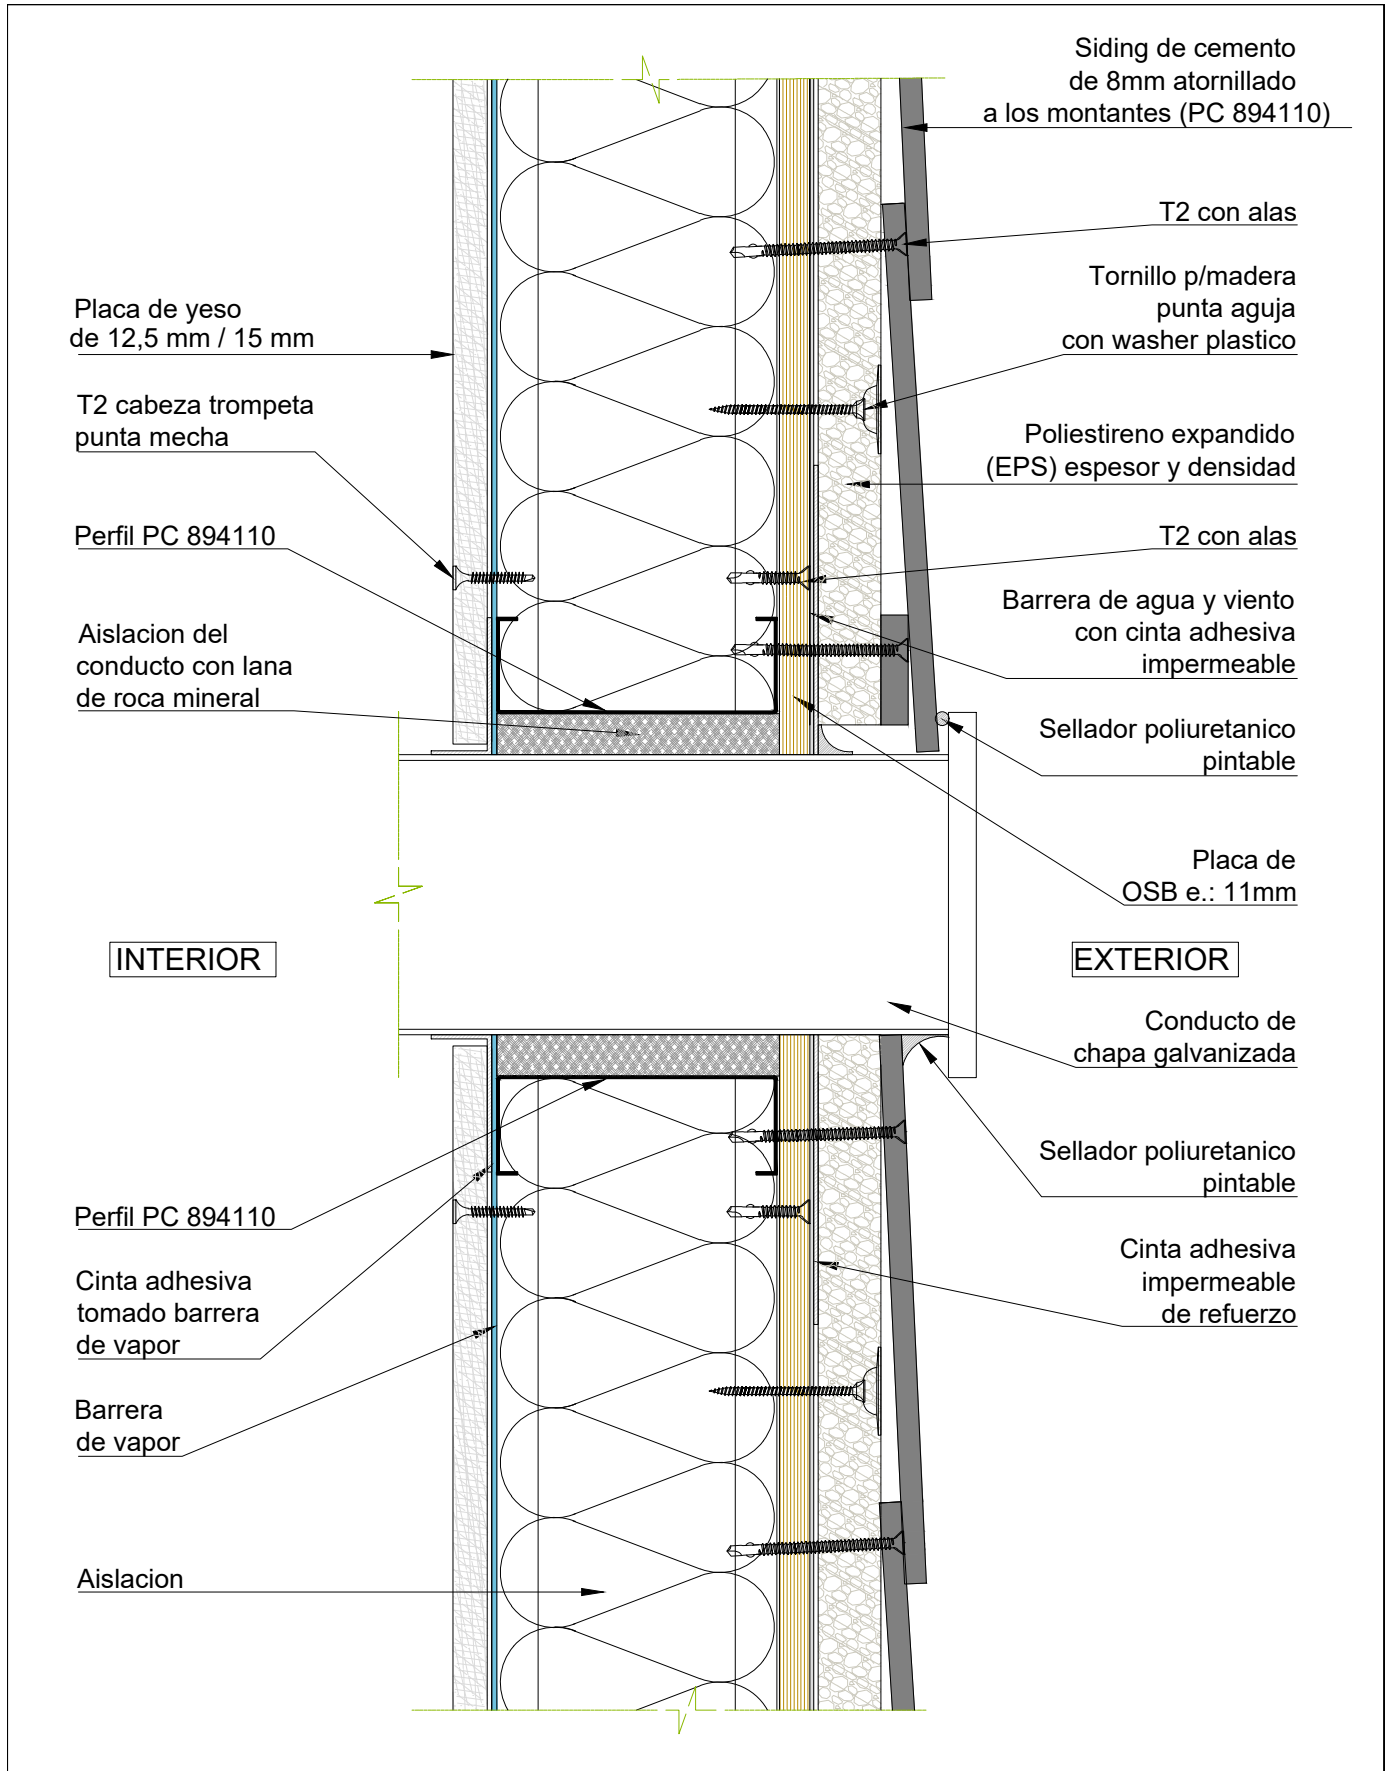 Siding de cemento
de 8mm atornillado
a los montantes (PC 894110)
T2 con alas
Tornillo p/madera
punta aguja
con washer plastico
Poliestireno expandido
(EPS) espesor y densidad
T2 con alas
Barrera de agua y viento
con cinta adhesiva
impermeable
Sellador poliuretanico
pintable
Placa de
OSB e.: 11mm
EXTERIOR
Conducto de
chapa galvanizada
Sellador poliuretanico
pintable
Cinta adhesiva
impermeable
de refuerzo
Placa de yeso
de 12,5 mm / 15 mm
T2 cabeza trompeta
punta mecha
Perfil PC 894110
Aislacion del
conducto con lana
de roca mineral
INTERIOR
Perfil PC 894110
Cinta adhesiva
tomado barrera
de vapor
Barrera
de vapor
Aislacion